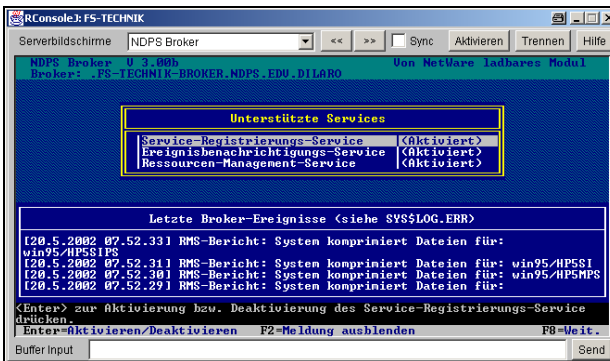 RConsoleJ: FS-TECHNIK
Serverbildschirme NDPS Broker << >> Sync Aktivieren Trennen Hilfe
NDPS Broker V 3.00b Von NetWare ladbares Modul
Broker: .FS-TECHNIK-BROKER.NDPS.EDV.DILARO
Unterstützte Services
Service-Registrierungs-Service |(Aktiviert)
Ereignisbenachrichtigungs-Service |(Aktiviert)
Ressourcen-Management-Service |(Aktiviert)
Letzte Broker-Ereignisse (siehe SYS$LOG.ERR)
[20.5.2002 07.52.33] RMS-Bericht: System komprimiert Dateien für:
win95/HP5SIPS
[20.5.2002 07.52.31] RMS-Bericht: System komprimiert Dateien für: win95/HP5SI
[20.5.2002 07.52.30] RMS-Bericht: System komprimiert Dateien für: win95/HP5MPS
[20.5.2002 07.52.29] RMS-Bericht: System komprimiert Dateien für:
<Enter> zur Aktivierung bzw. Deaktivierung des Service-Registrierungs-Service
drücken.
Enter=Aktivieren/Deaktivieren F2=Meldung ausblenden F8=Weit.
Buffer Input Send